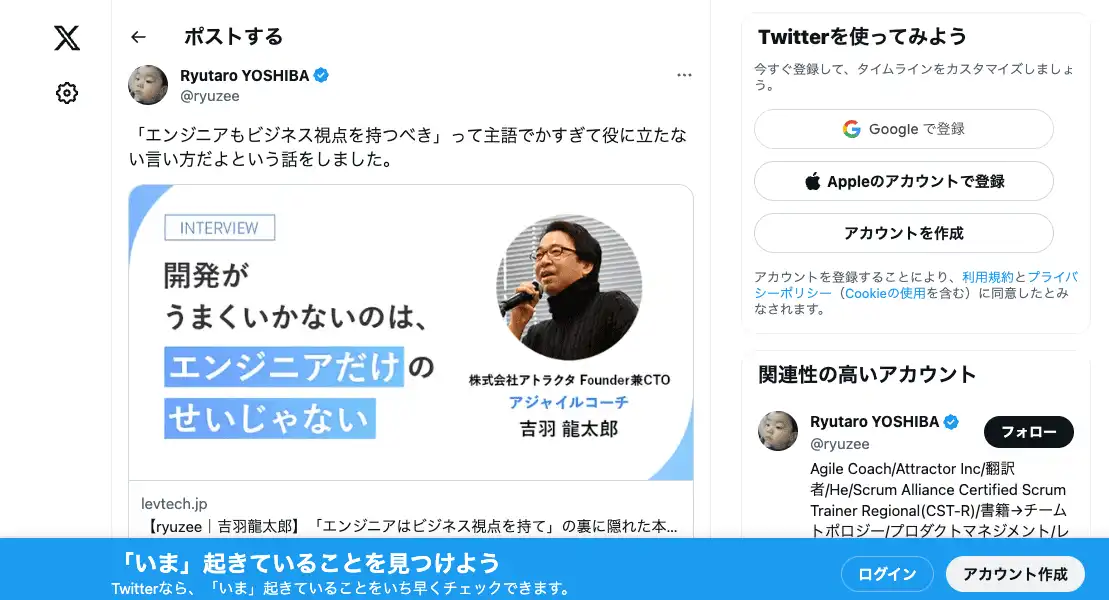 ポストする
Ryutaro YOSHIBA
@ryuzee
「エンジニアもビジネス視点を持つべき」って主語でかすぎて役に立たな
い言い方だよという話をしました。
INTERVIEW
開発が
うまくいかないのは、
エンジニアだけの
せいじゃない
株式会社アトラクタ Founder兼CTO
アジャイルコーチ
吉羽 龍太郎
levtech.jp
【ryuzee｜吉羽龍太郎】「エンジニアはビジネス視点を持て」の裏に隠れた本...
Twitterを使ってみよう
今すぐ登録して、タイムラインをカスタマイズしましょ
う。
Google で登録
Appleのアカウントで登録
アカウントを作成
アカウントを登録することにより、利用規約とプライバ
シーポリシー（Cookieの使用を含む）に同意したとみ
なされます。
関連性の高いアカウント
Ryutaro YOSHIBA
@ryuzee
フォロー
Agile Coach/Attractor Inc/翻訳
者/He/Scrum Alliance Certified Scrum
Trainer Regional(CST-R)/書籍→チーム
トポロジー/プロダクトマネジメント/レ
「いま」起きていることを見つけよう
Twitterなら、「いま」起きていることをいち早くチェックできます。
ログイン
アカウント作成